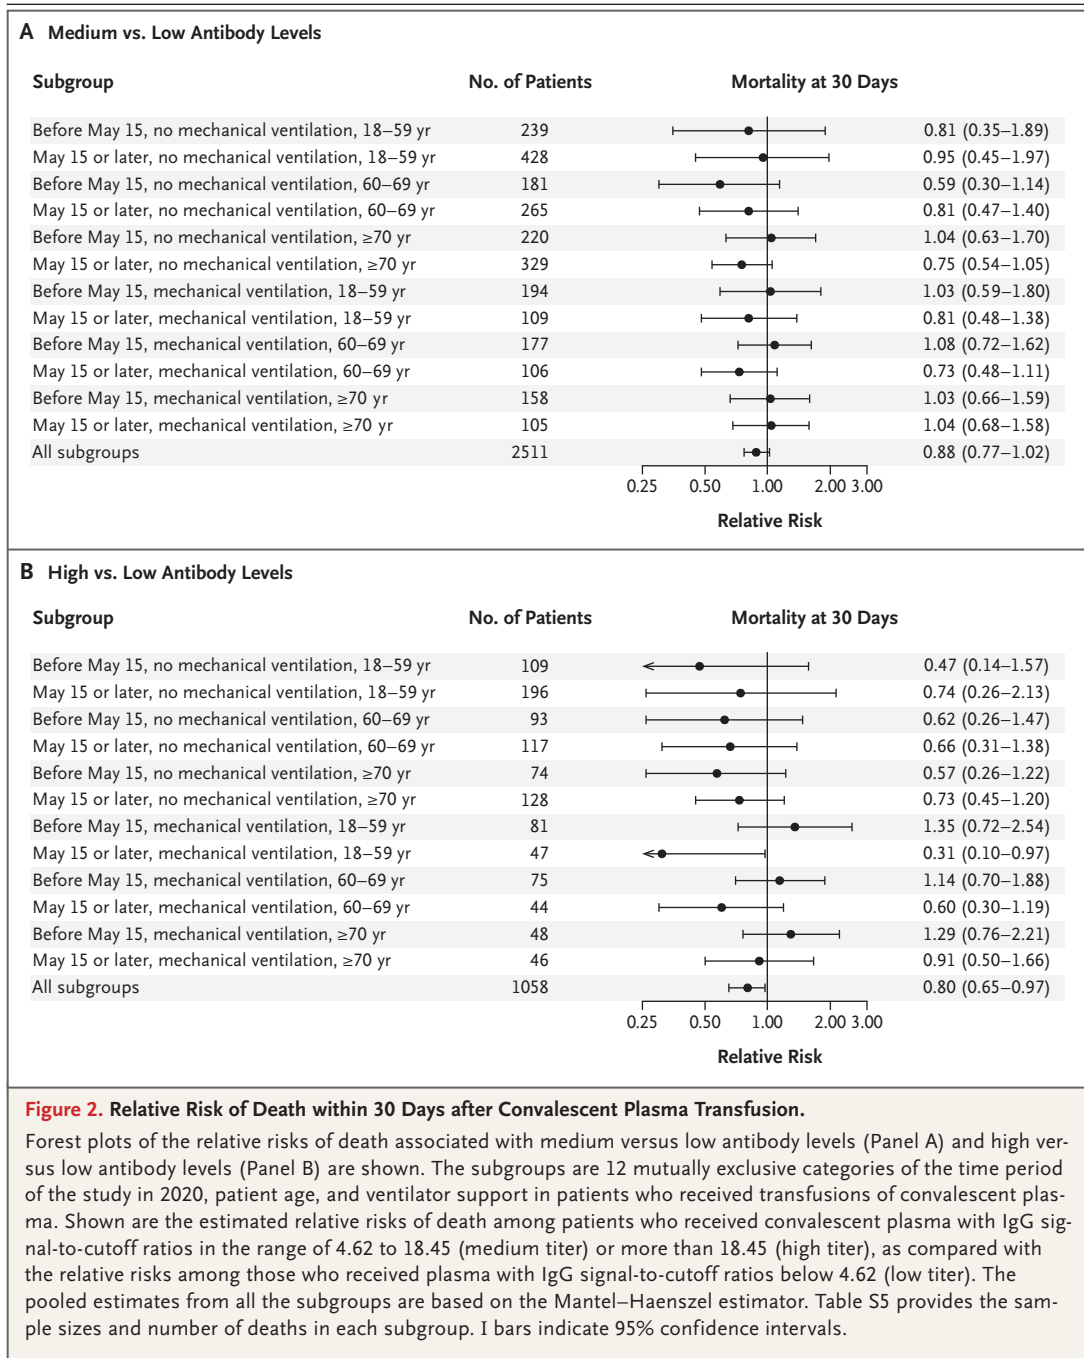 A Medium vs. Low Antibody Levels
Subgroup No. of Patients Mortality at 30 Days
Before May 15, no mechanical ventilation, 18–59 yr 239 0.81 (0.35–1.89)
May 15 or later, no mechanical ventilation, 18–59 yr 428 0.95 (0.45–1.97)
Before May 15, no mechanical ventilation, 60–69 yr 181 0.59 (0.30–1.14)
May 15 or later, no mechanical ventilation, 60–69 yr 265 0.81 (0.47–1.40)
Before May 15, no mechanical ventilation, ≥70 yr 220 1.04 (0.63–1.70)
May 15 or later, no mechanical ventilation, ≥70 yr 329 0.75 (0.54–1.05)
Before May 15, mechanical ventilation, 18–59 yr 194 1.03 (0.59–1.80)
May 15 or later, mechanical ventilation, 18–59 yr 109 0.81 (0.48–1.38)
Before May 15, mechanical ventilation, 60–69 yr 177 1.08 (0.72–1.62)
May 15 or later, mechanical ventilation, 60–69 yr 106 0.73 (0.48–1.11)
Before May 15, mechanical ventilation, ≥70 yr 158 1.03 (0.66–1.59)
May 15 or later, mechanical ventilation, ≥70 yr 105 1.04 (0.68–1.58)
All subgroups 2511 0.88 (0.77–1.02)
0.25 0.50 1.00 2.00 3.00
Relative Risk
B High vs. Low Antibody Levels
Subgroup No. of Patients Mortality at 30 Days
Before May 15, no mechanical ventilation, 18–59 yr 109 0.47 (0.14–1.57)
May 15 or later, no mechanical ventilation, 18–59 yr 196 0.74 (0.26–2.13)
Before May 15, no mechanical ventilation, 60–69 yr 93 0.62 (0.26–1.47)
May 15 or later, no mechanical ventilation, 60–69 yr 117 0.66 (0.31–1.38)
Before May 15, no mechanical ventilation, ≥70 yr 74 0.57 (0.26–1.22)
May 15 or later, no mechanical ventilation, ≥70 yr 128 0.73 (0.45–1.20)
Before May 15, mechanical ventilation, 18–59 yr 81 1.35 (0.72–2.54)
May 15 or later, mechanical ventilation, 18–59 yr 47 0.31 (0.10–0.97)
Before May 15, mechanical ventilation, 60–69 yr 75 1.14 (0.70–1.88)
May 15 or later, mechanical ventilation, 60–69 yr 44 0.60 (0.30–1.19)
Before May 15, mechanical ventilation, ≥70 yr 48 1.29 (0.76–2.21)
May 15 or later, mechanical ventilation, ≥70 yr 46 0.91 (0.50–1.66)
All subgroups 1058 0.80 (0.65–0.97)
0.25 0.50 1.00 2.00 3.00
Relative Risk
Figure 2. Relative Risk of Death within 30 Days after Convalescent Plasma Transfusion.
Forest plots of the relative risks of death associated with medium versus low antibody levels (Panel A) and high ver-
sus low antibody levels (Panel B) are shown. The subgroups are 12 mutually exclusive categories of the time period
of the study in 2020, patient age, and ventilator support in patients who received transfusions of convalescent plas-
ma. Shown are the estimated relative risks of death among patients who received convalescent plasma with IgG sig-
nal-to-cutoff ratios in the range of 4.62 to 18.45 (medium titer) or more than 18.45 (high titer), as compared with
the relative risks among those who received plasma with IgG signal-to-cutoff ratios below 4.62 (low titer). The
pooled estimates from all the subgroups are based on the Mantel–Haenszel estimator. Table S5 provides the sam-
ple sizes and number of deaths in each subgroup. I bars indicate 95% confidence intervals.